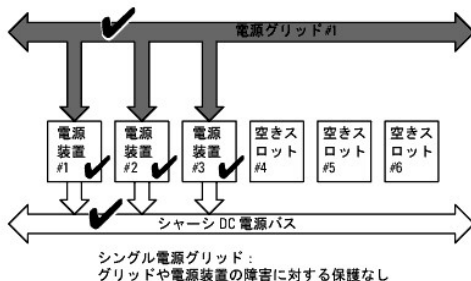 電源グリッド#1
電源
装置
#1
電源
装置
#2
電源
装置
#3
空きス
ロット
#4
空きス
ロット
#5
空きス
ロット
#6
シャーシ DC 電源バス
シングル電源グリッド：
グリッドや電源装置の障害に対する保護なし